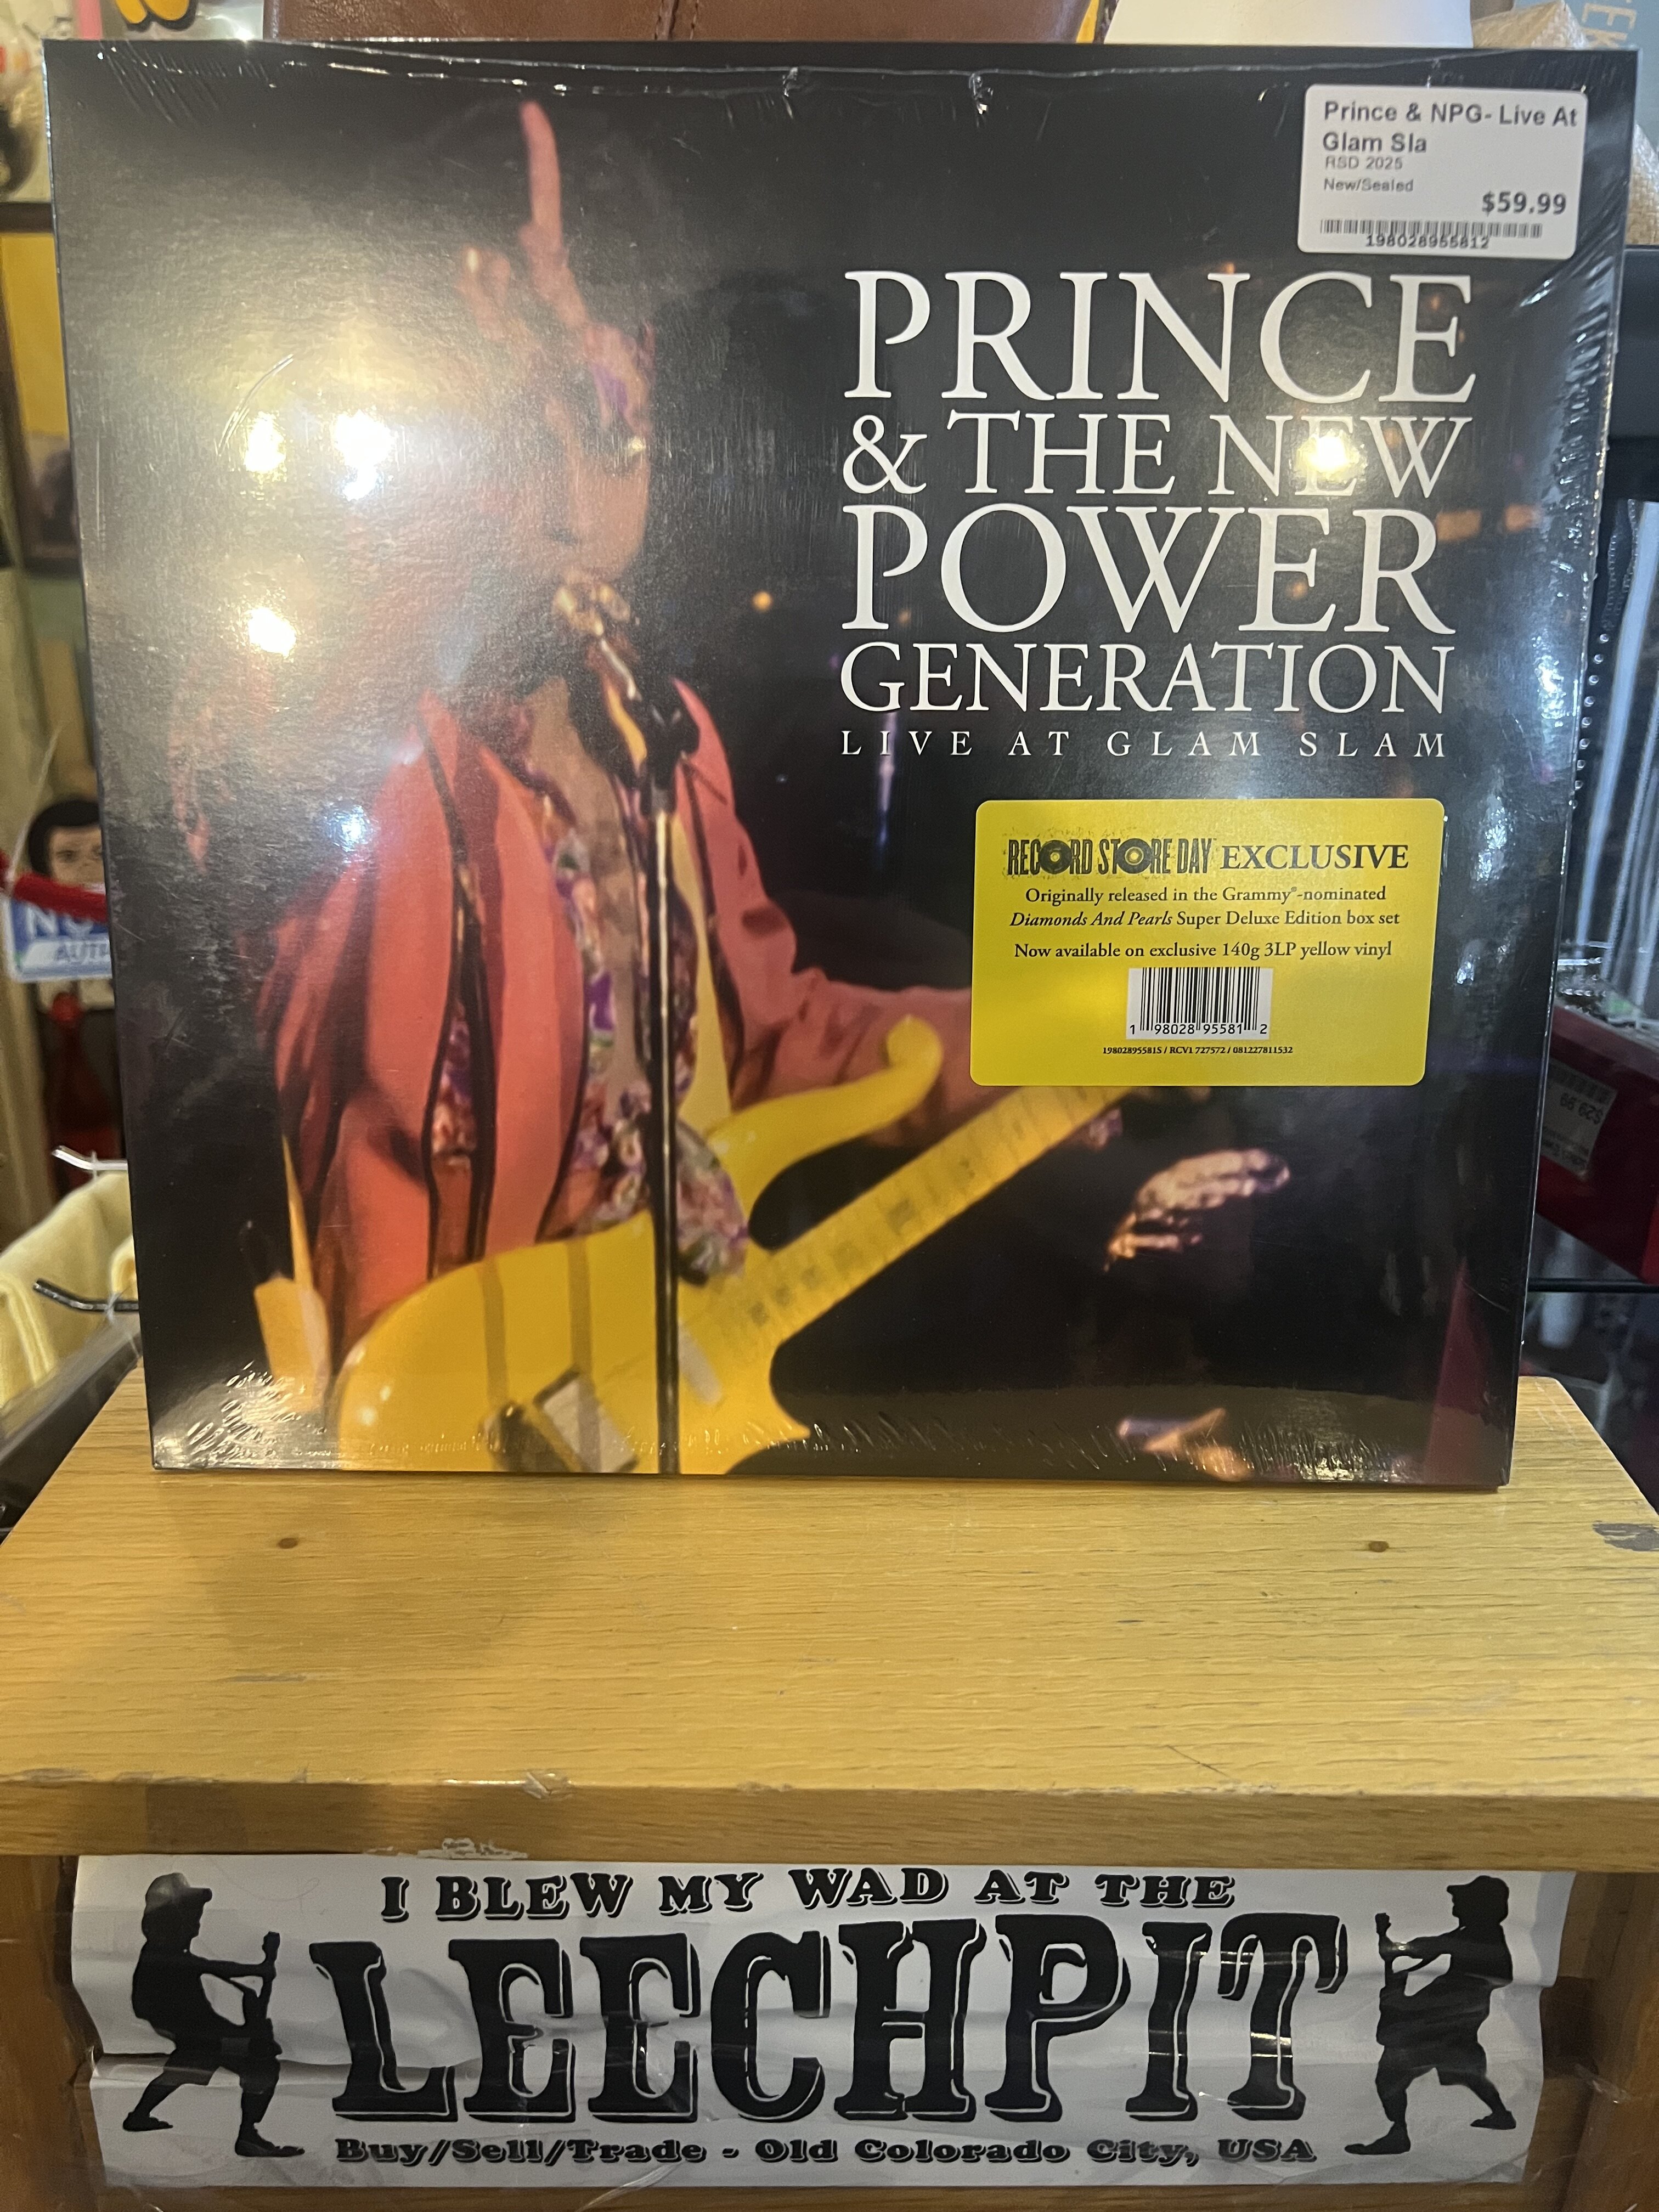 Prince & NPG- Live At
Glam Sla
RSD 2025
New/Sealed
$59.99
198028955812
PRINCE
& THE NEW
POWER
GENERATION
LIVE AT GLAM SLAM
RECORD STORE DAY EXCLUSIVE
Originally released in the Grammy®-nominated
Diamonds And Pearls Super Deluxe Edition box set
Now available on exclusive 140g 3LP yellow vinyl
1 98028 95581 2
19802895581S / RCV1 727572 / 081227811532
$29.99
I BLEW MY WAD AT THE
LEECHPIT
Buy/Sell/Trade - Old Colorado City, USA